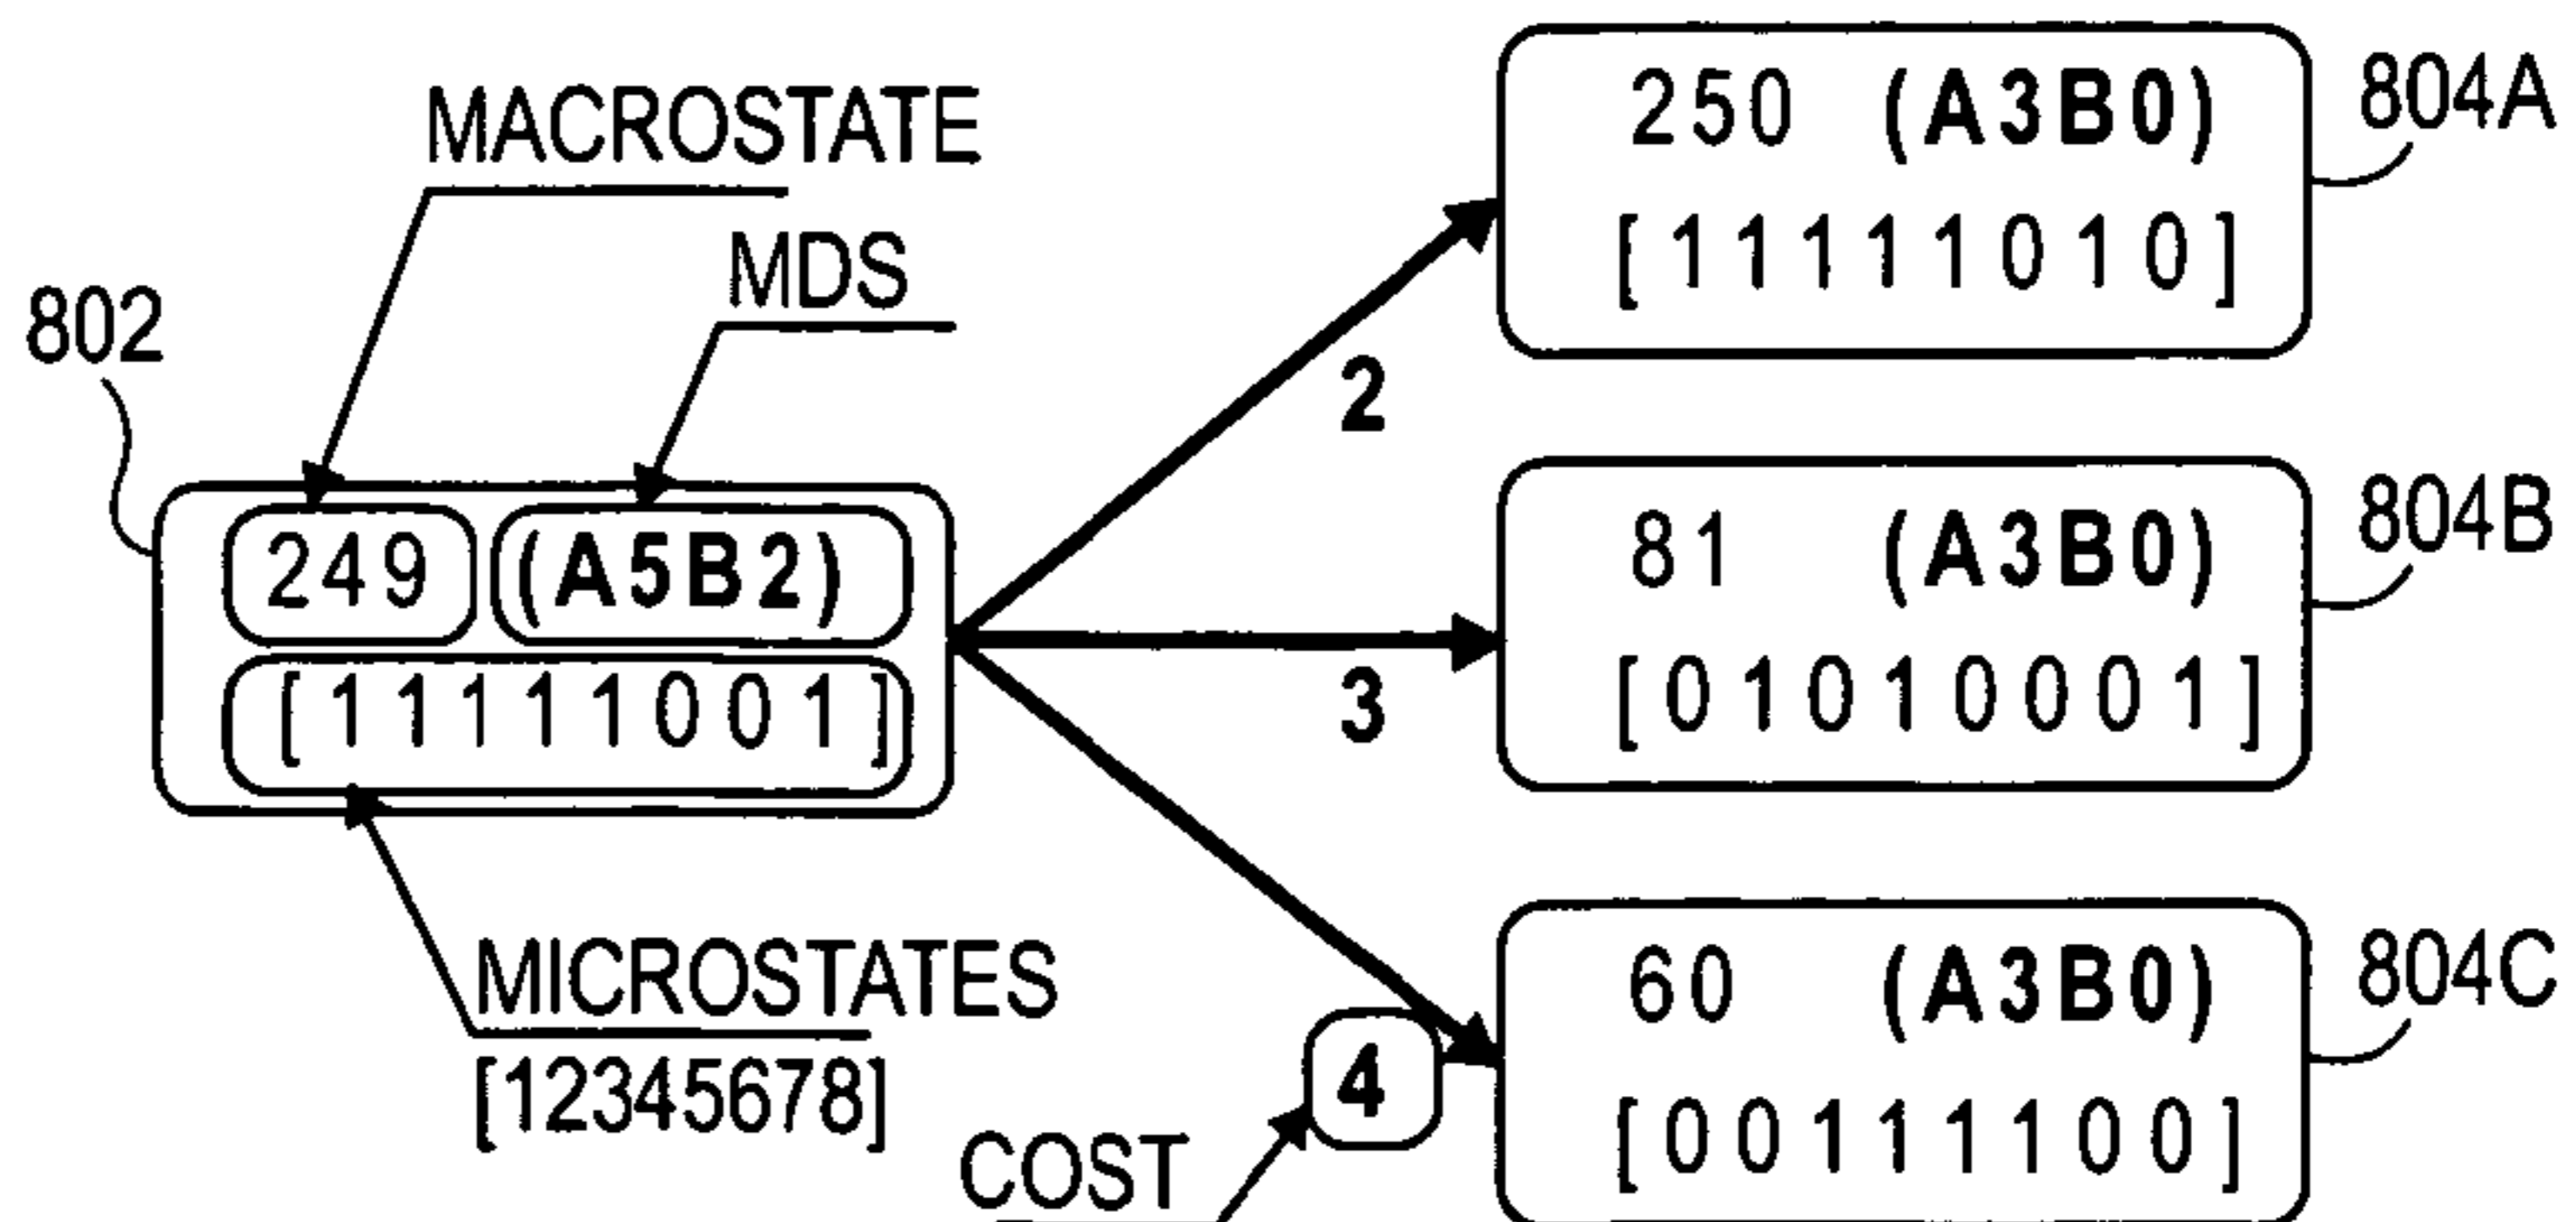 MACROSTATE
MDS
802
249 (A5B2)
[11111001]
MICROSTATES
[12345678]
2
3
4
COST
250 (A3B0)
[11111010]
804A
81 (A3B0)
[01010001]
804B
60 (A3B0)
[00111100]
804C